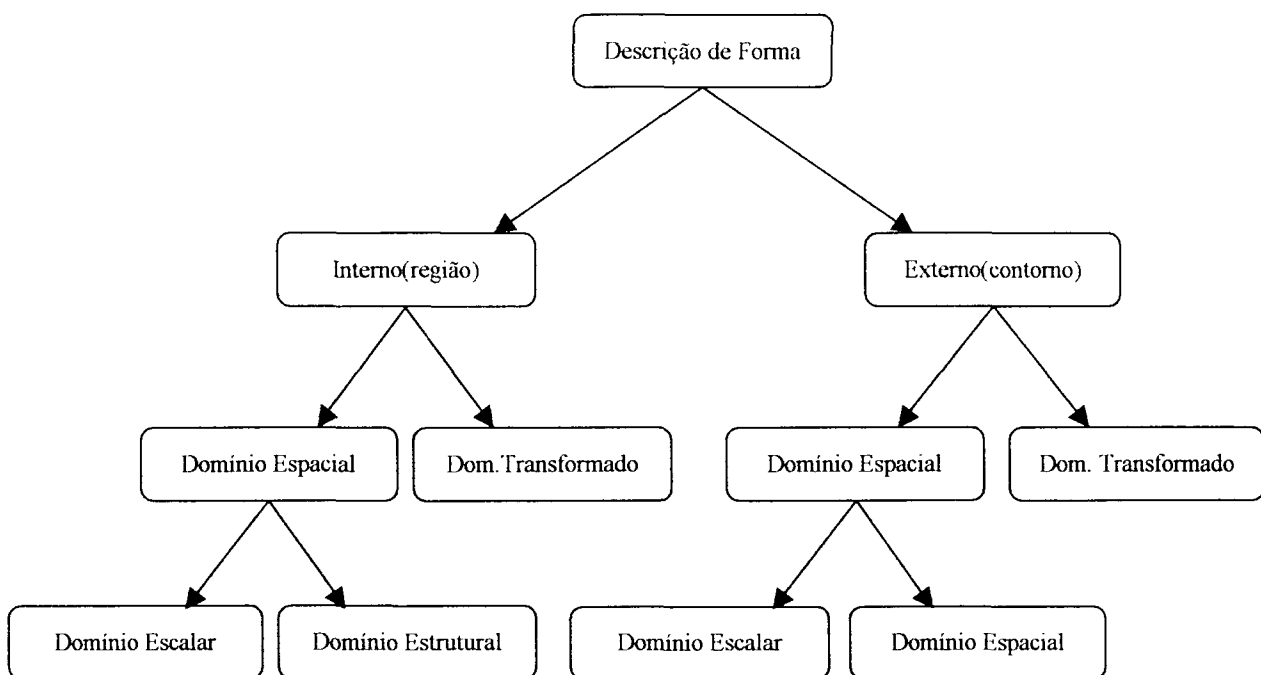 Descrição de Forma
Interno(região)
Externo(contorno)
Domínio Espacial
Dom.Transformado
Domínio Espacial
Dom. Transformado
Domínio Escalar
Domínio Estrutural
Domínio Escalar
Domínio Espacial